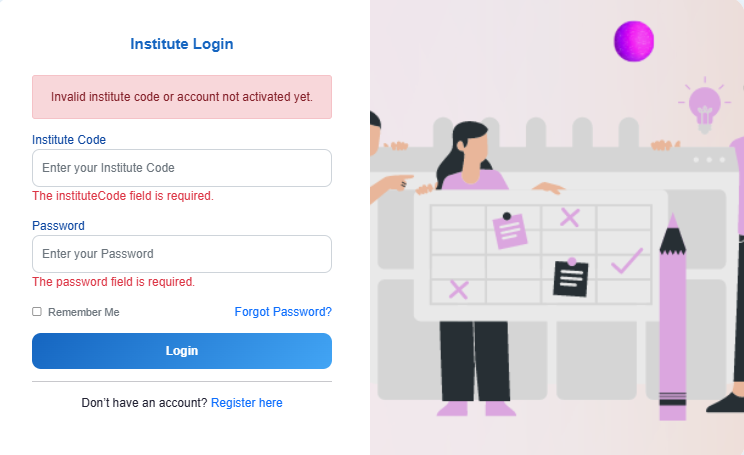 Institute Login
Invalid institute code or account not activated yet.
Institute Code
Enter your Institute Code
The instituteCode field is required.
Password
Enter your Password
The password field is required.
Remember Me Forgot Password?
Login
Don't have an account? Register here